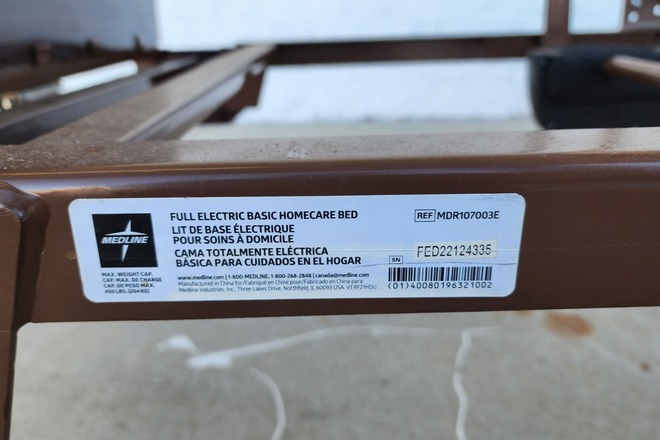 MEDLINE
MAX. WEIGHT CAP.
CAP. MAX. DE CHARGE
CAP. DE PESO MÁX.
450 LBS. (204 KG)
FULL ELECTRIC BASIC HOMECARE BED
LIT DE BASE ÉLECTRIQUE
POUR SOINS À DOMICILE
CAMA TOTALMENTE ELÉCTRICA
BÁSICA PARA CUIDADOS EN EL HOGAR
www.medline.com | 1-800-MEDLINE, 1-800-268-2848 | canada@medline.com
Manufactured in China for/Fabriqué en Chine pour/Fabricado en China para:
Medline Industries, Inc., Three Lakes Drive, Northfield, IL 60093 USA. V1 RF21HDU
REF MDR107003E
SN FED22124335
(01)40080196321002